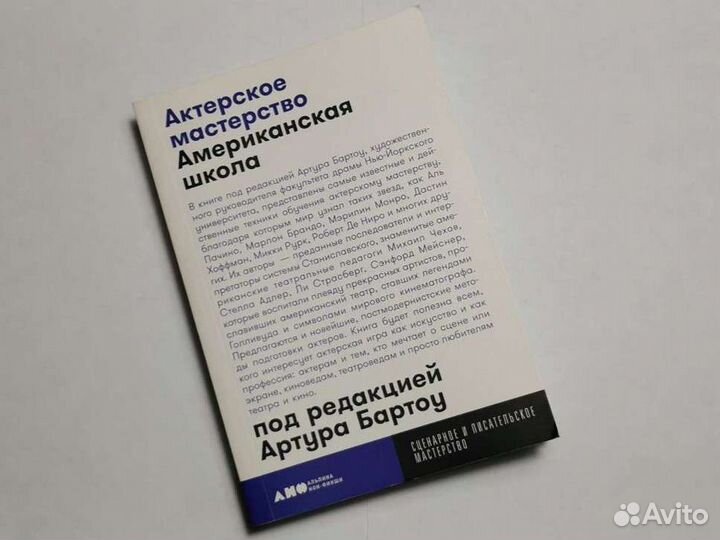 Актерское
мастерство
Американская
школа
В книге под редакцией Артура Бартоу, художествен-
ного руководителя факультета драмы Нью-Йоркского
университета, представлены самые известные и дей-
ственные техники обучения актерскому мастерству,
благодаря которым мир узнал таких звезд, как Аль
Пачино, Марлон Брандо, Мэрилин Монро, Дастин
Хоффман, Микки Рурк, Роберт Де Ниро и многих дру-
гих. Их авторы — преданные последователи и интер-
претаторы системы Станиславского, знаменитые аме-
риканские театральные педагоги Михаил Чехов,
Стелла Адлер, Ли Страсберг, Сэнфорд Мейснер,
которые воспитали плеяду прекрасных артистов, про-
славивших американский театр, ставших легендами
Голливуда и символами мирового кинематографа.
Предлагаются и новейшие, постмодернистские мето-
ды подготовки актеров. Книга будет полезна всем,
кого интересует актерская игра как искусство и как
профессия: актерам и тем, кто мечтает о сцене или
экране, киноведам, театроведам и просто любителям
театра и кино.
под редакцией
Артура Бартоу
СЦЕНАРНОЕ И ПИСАТЕЛЬСКОЕ
МАСТЕРСТВО
АНФ АЛЬПИНА
НОН-ФИКШН
Avito